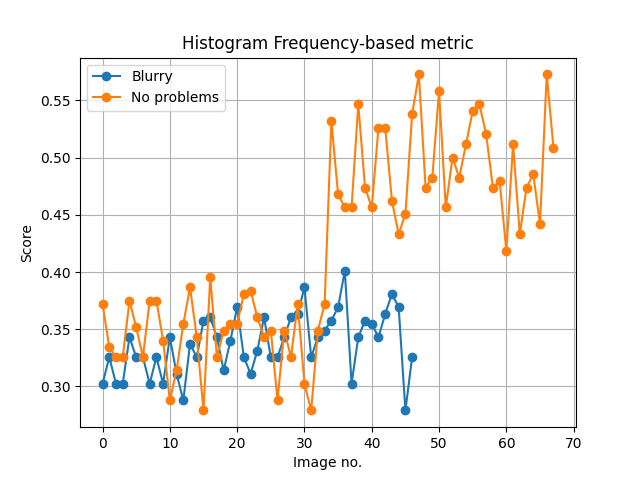 Histogram Frequency-based metric
Blurry
No problems
0.55
0.50
0.45
0.40
0.35
0.30
Score
0 10 20 30 40 50 60 70
Image no.